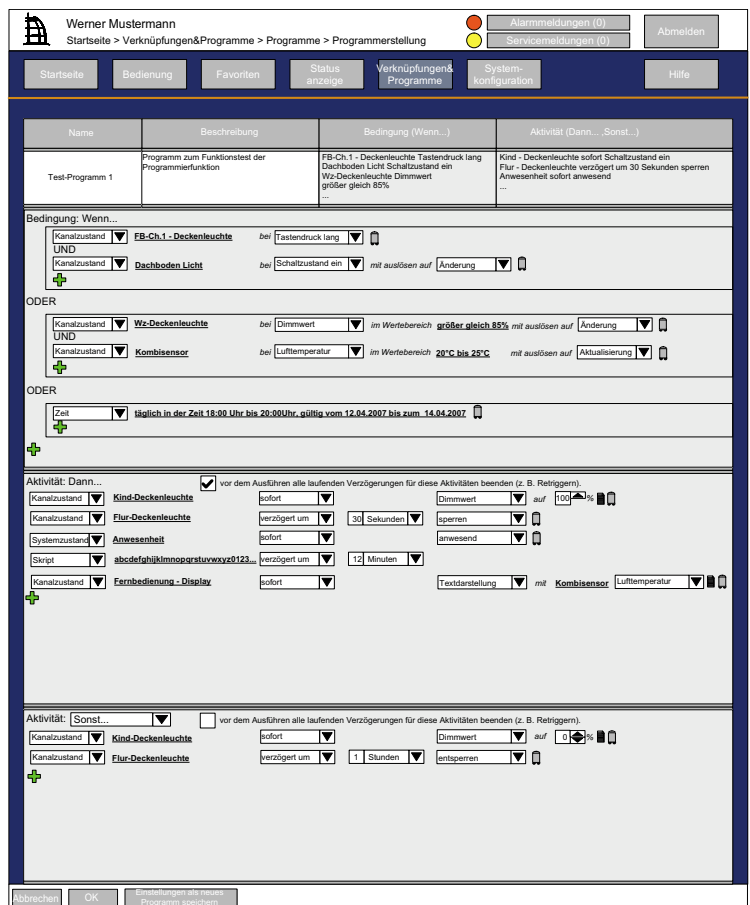 Werner Mustermann
Startseite > Verknüpfungen&Programme > Programme > Programmerstellung
Alarmmeldungen (0)
Servicemeldungen (0)
Abmelden
Startseite
Bedienung
Favoriten
Status
anzeige
Verknüpfungen&
Programme
System-
konfiguration
Hilfe
Name
Beschreibung
Bedingung (Wenn...)
Aktivität (Dann... ,Sonst...)
Test-Programm 1
Programm zum Funktionstest der
Programmierfunktion
FB-Ch.1 - Deckenleuchte Tastendruck lang
Dachboden Licht Schaltzustand ein
Wz-Deckenleuchte Dimmwert
größer gleich 85%
...
Kind - Deckenleuchte sofort Schaltzustand ein
Flur - Deckenleuchte verzögert um 30 Sekunden sperren
Anwesenheit sofort anwesend
...
Bedingung: Wenn...
Kanalzustand FB-Ch.1 - Deckenleuchte bei Tastendruck lang
UND
Kanalzustand Dachboden Licht bei Schaltzustand ein mit auslösen auf Änderung
ODER
Kanalzustand Wz-Deckenleuchte bei Dimmwert im Wertebereich größer gleich 85% mit auslösen auf Änderung
UND
Kanalzustand Kombisensor bei Lufttemperatur im Wertebereich 20°C bis 25°C mit auslösen auf Aktualisierung
ODER
Zeit täglich in der Zeit 18:00 Uhr bis 20:00Uhr, gültig vom 12.04.2007 bis zum 14.04.2007
Aktivität: Dann... vor dem Ausführen alle laufenden Verzögerungen für diese Aktivitäten beenden (z. B. Retriggern).
Kanalzustand Kind-Deckenleuchte sofort Dimmwert auf 100 %
Kanalzustand Flur-Deckenleuchte verzögert um 30 Sekunden sperren
Systemzustand Anwesenheit sofort anwesend
Skript abcdefghijklmnopqrstuvwxyz0123... verzögert um 12 Minuten
Kanalzustand Fernbedienung - Display sofort Textdarstellung mit Kombisensor Lufttemperatur
Aktivität: Sonst... vor dem Ausführen alle laufenden Verzögerungen für diese Aktivitäten beenden (z. B. Retriggern).
Kanalzustand Kind-Deckenleuchte sofort Dimmwert auf 0 %
Kanalzustand Flur-Deckenleuchte verzögert um 1 Stunden entsperren
Abbrechen
OK
Einstellungen als neues
Programm speichern